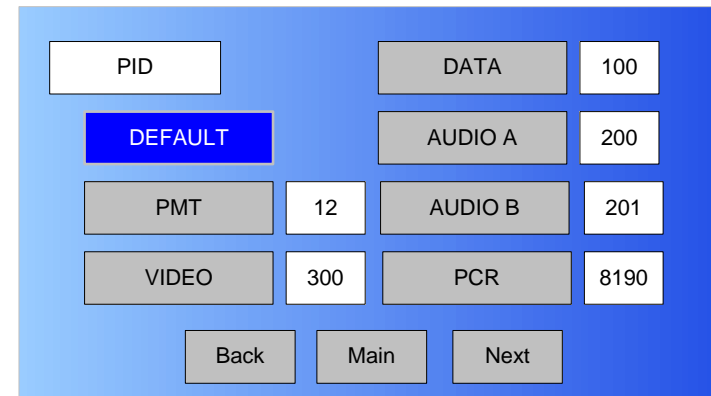 PID
DATA 100
DEFAULT
AUDIO A 200
PMT 12
AUDIO B 201
VIDEO 300
PCR 8190
Back Main Next